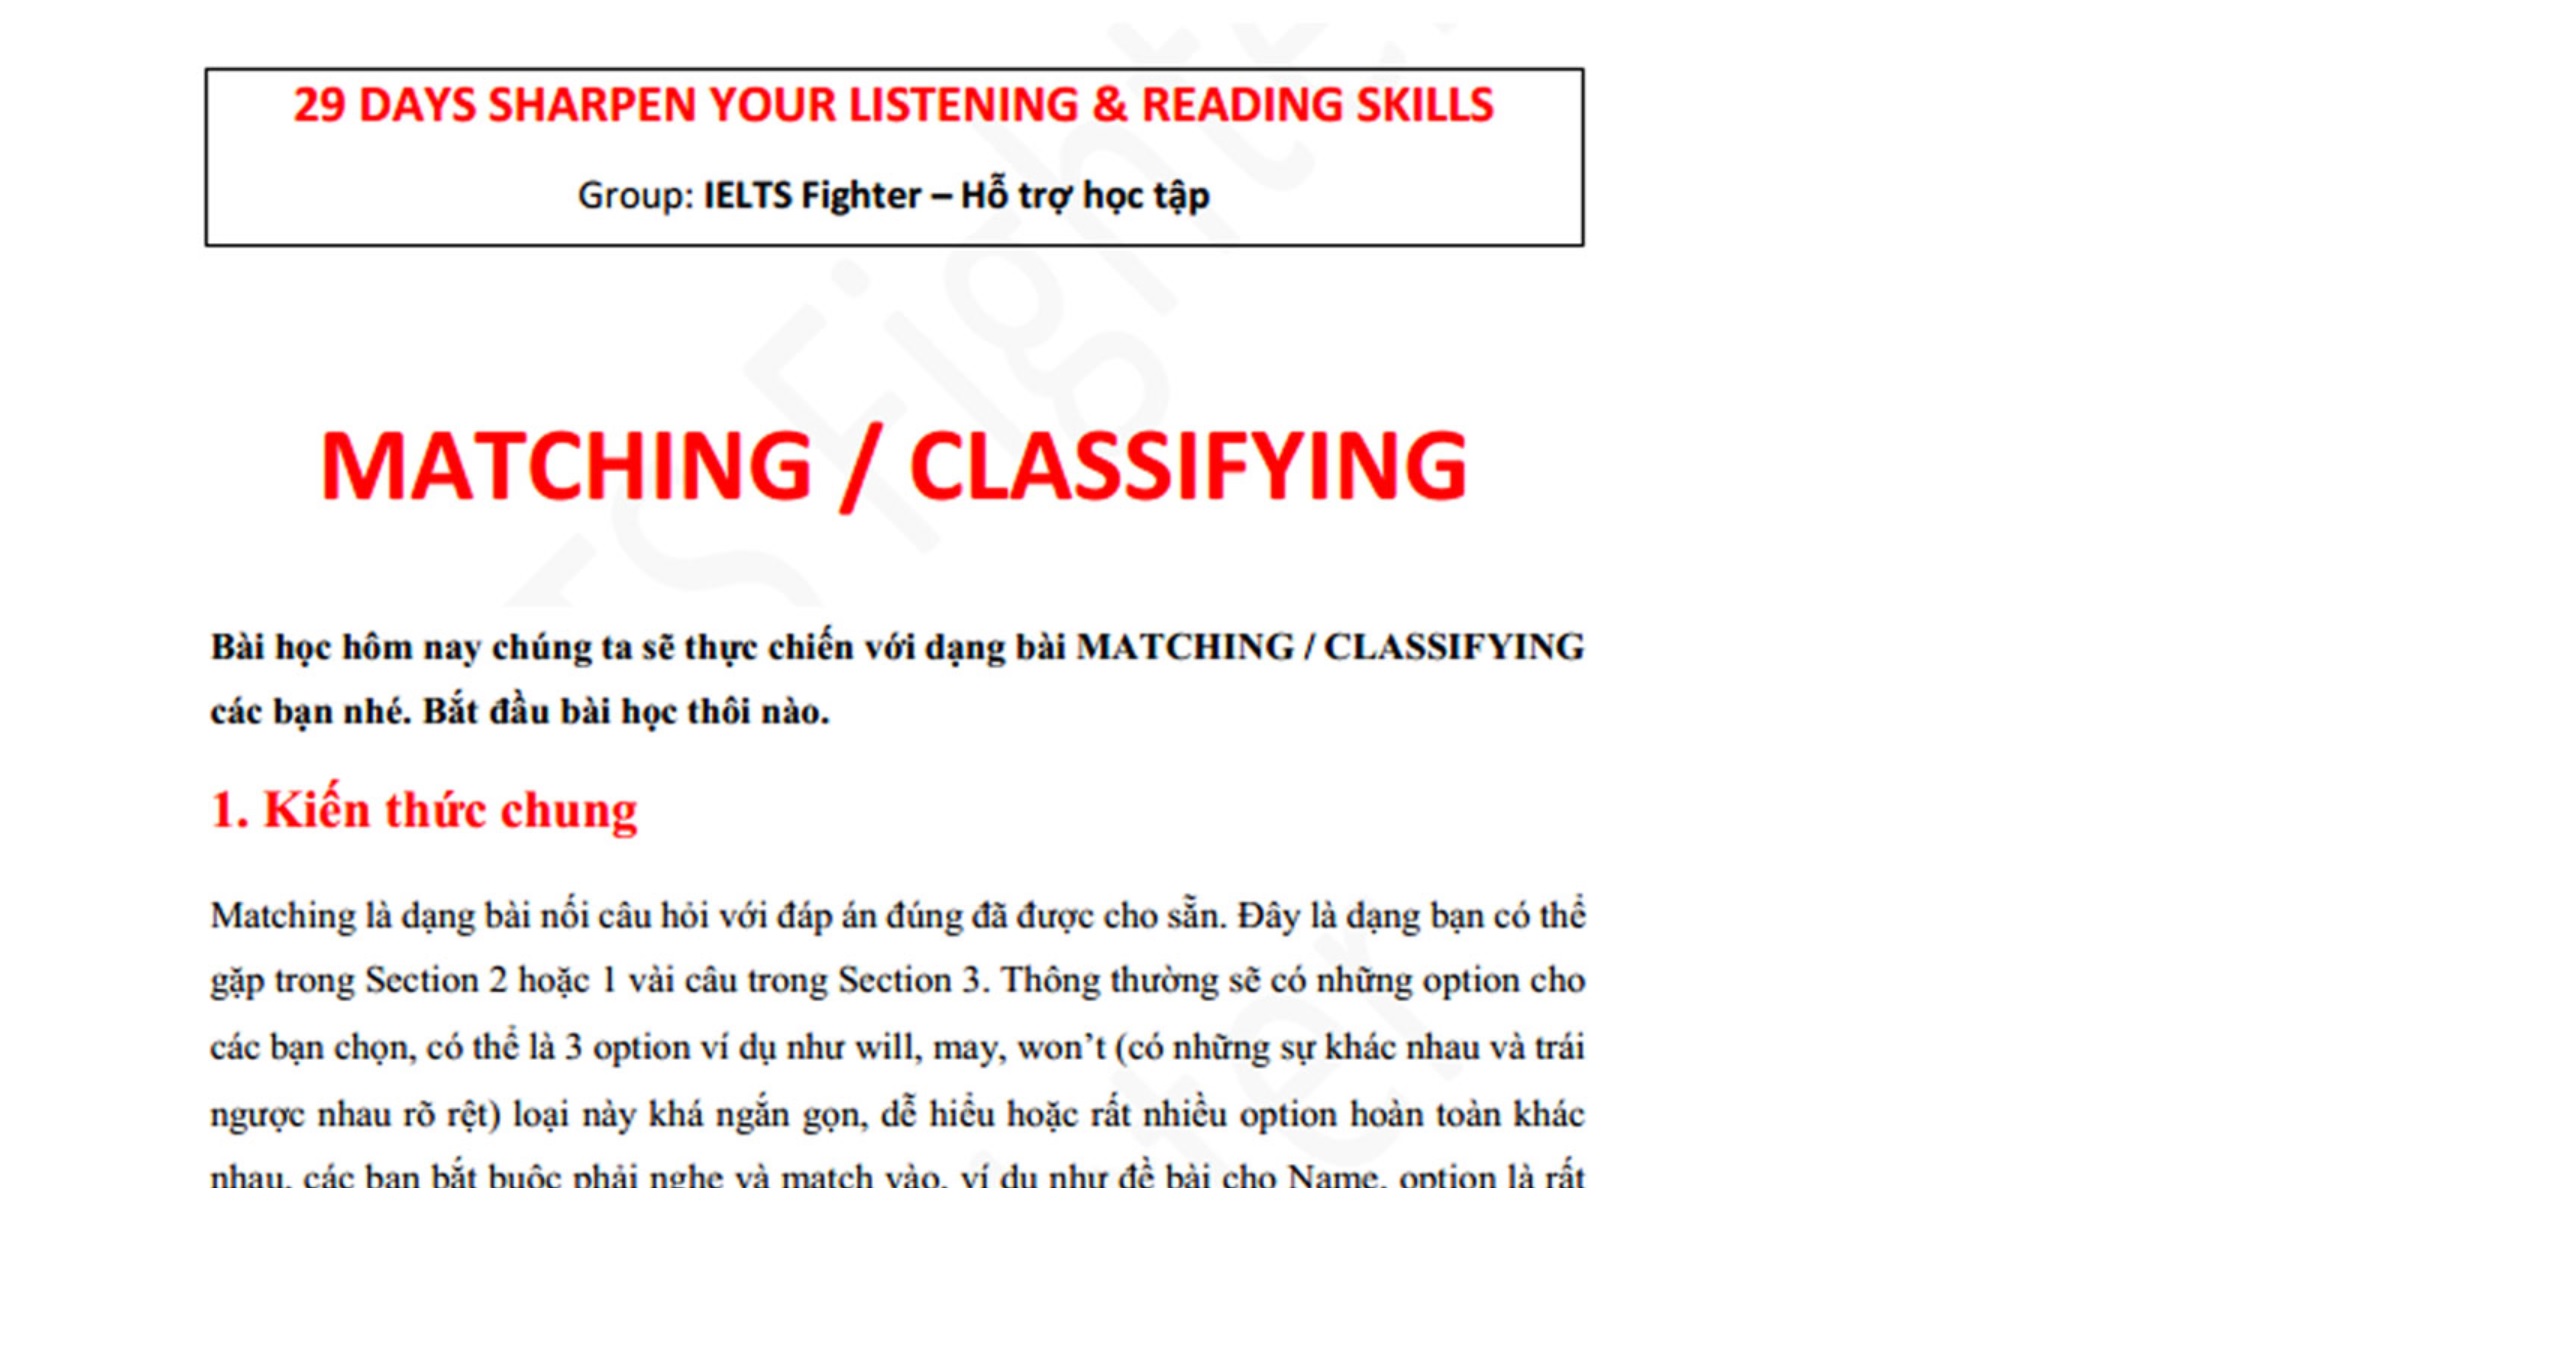 29 DAYS SHARPEN YOUR LISTENING & READING SKILLS
Group: IELTS Fighter – Hỗ trợ học tập
MATCHING / CLASSIFYING
Bài học hôm nay chúng ta sẽ thực chiến với dạng bài MATCHING / CLASSIFYING
các bạn nhé. Bắt đầu bài học thôi nào.
1. Kiến thức chung
Matching là dạng bài nối câu hỏi với đáp án đúng đã được cho sẵn. Đây là dạng bạn có thể
gặp trong Section 2 hoặc 1 vài câu trong Section 3. Thông thường sẽ có những option cho
các bạn chọn, có thể là 3 option ví dụ như will, may, won’t (có những sự khác nhau và trái
ngược nhau rõ rệt) loại này khá ngắn gọn, dễ hiểu hoặc rất nhiều option hoàn toàn khác
nhau, các bạn bắt buộc phải nghe và match vào, ví dụ như đề bài cho Name, option là rất